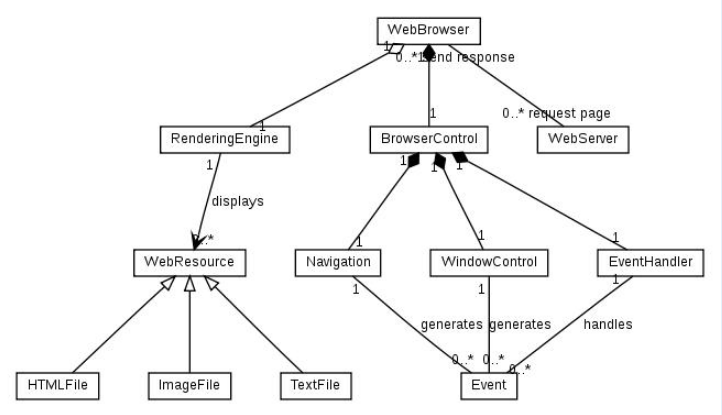 WebBrowser
1
0..* 1 send response
1
1
0..* request page
RenderingEngine
BrowserControl
WebServer
1
1
1
1
displays
0..*
1
1
1
WebResource
Navigation
WindowControl
EventHandler
1
1
1
generates
generates
handles
0..*
0..*
0..*
HTMLFile
ImageFile
TextFile
Event